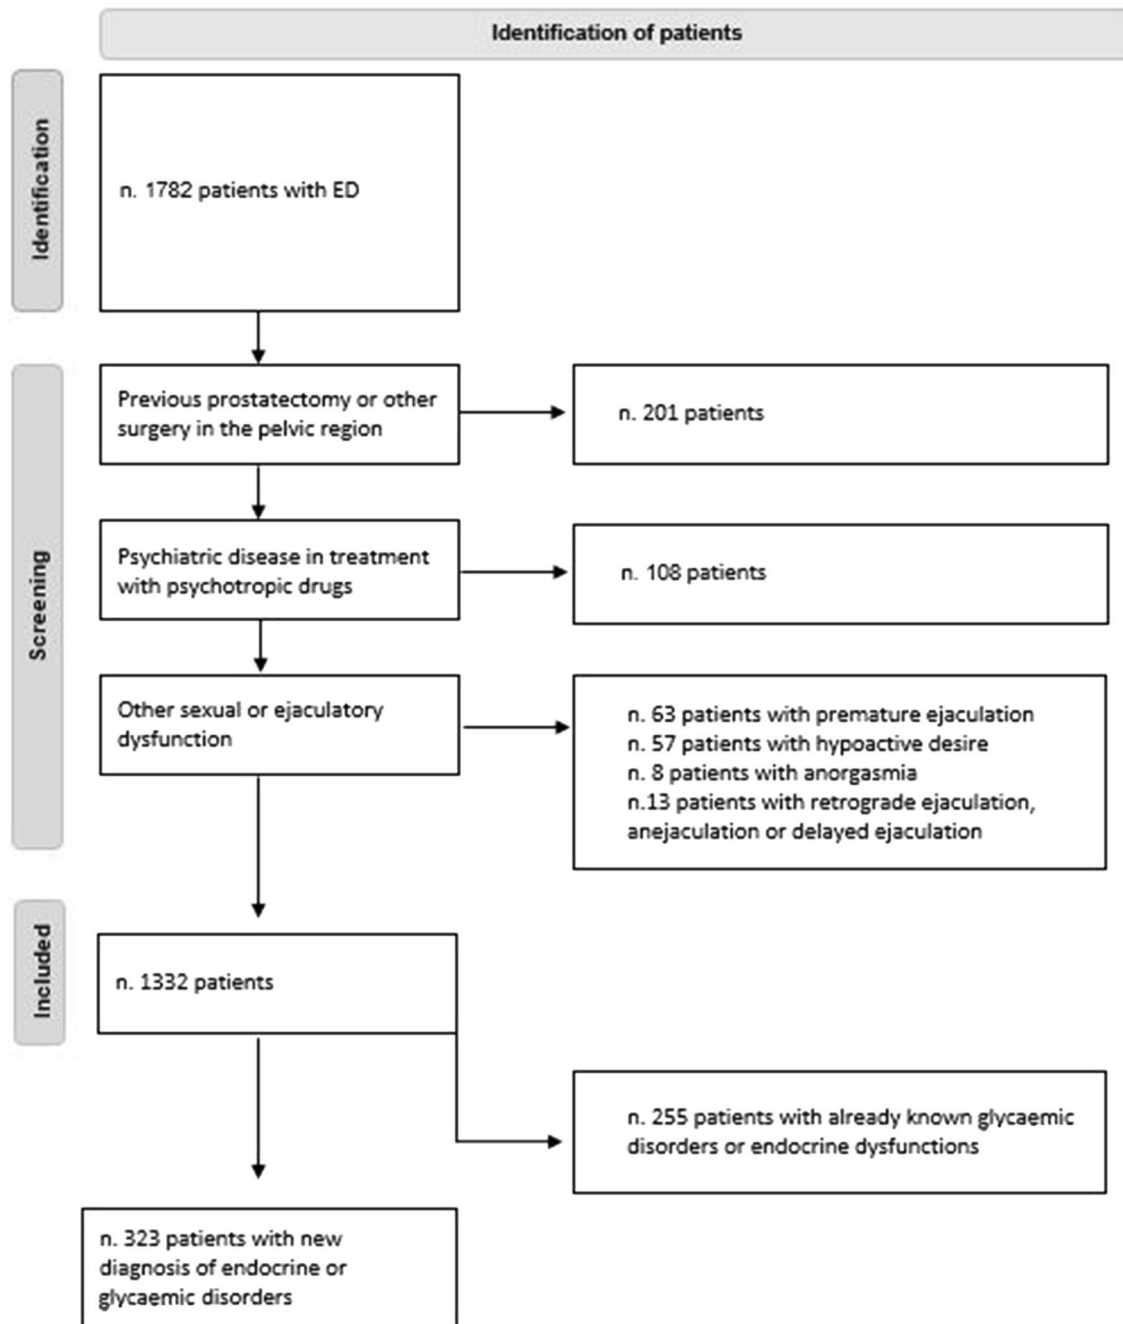 Identification of patients
Identification
n. 1782 patients with ED
Screening
Previous prostatectomy or other
surgery in the pelvic region
n. 201 patients
Psychiatric disease in treatment
with psychotropic drugs
n. 108 patients
Other sexual or ejaculatory
dysfunction
n. 63 patients with premature ejaculation
n. 57 patients with hypoactive desire
n. 8 patients with anorgasmia
n.13 patients with retrograde ejaculation,
anejaculation or delayed ejaculation
Included
n. 1332 patients
n. 255 patients with already known glycaemic
disorders or endocrine dysfunctions
n. 323 patients with new
diagnosis of endocrine or
glycaemic disorders